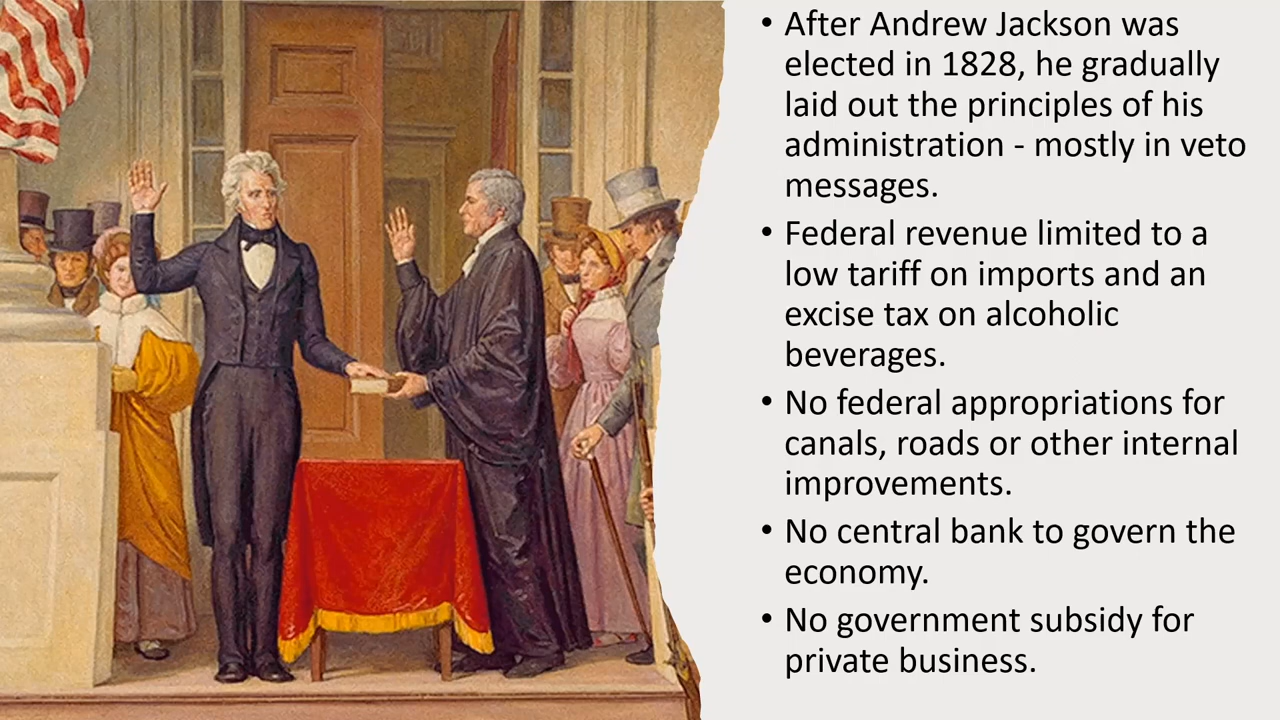 • After Andrew Jackson was
elected in 1828, he gradually
laid out the principles of his
administration - mostly in veto
messages.
• Federal revenue limited to a
low tariff on imports and an
excise tax on alcoholic
beverages.
• No federal appropriations for
canals, roads or other internal
improvements.
• No central bank to govern the
economy.
• No government subsidy for
private business.